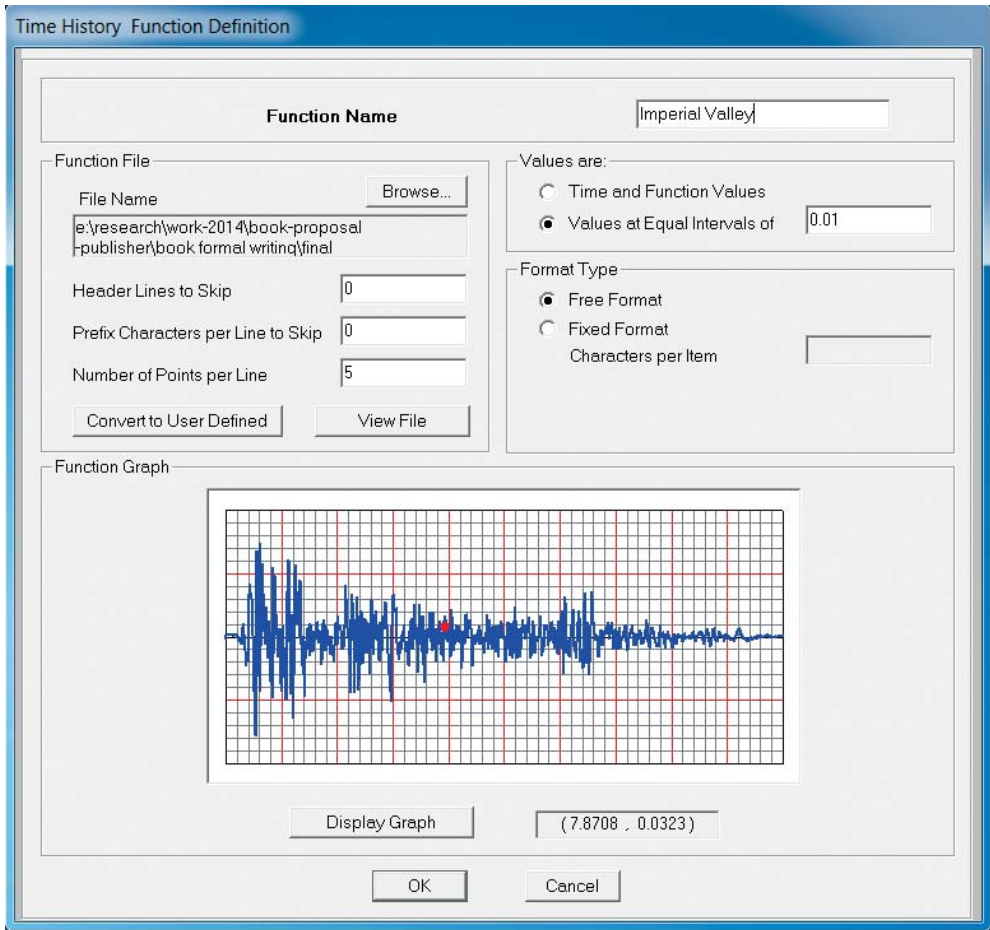 Time History Function Definition
Function Name
Imperial Valley
Function File
File Name
Browse...
e:\research\work-2014\book-proposal
-publisher\book formal writing\final
Header Lines to Skip
0
Prefix Characters per Line to Skip
0
Number of Points per Line
5
Convert to User Defined
View File
Values are:
Time and Function Values
Values at Equal Intervals of
0.01
Format Type
Free Format
Fixed Format
Characters per Item
Function Graph
Display Graph
(7.8708 , 0.0323 )
OK
Cancel